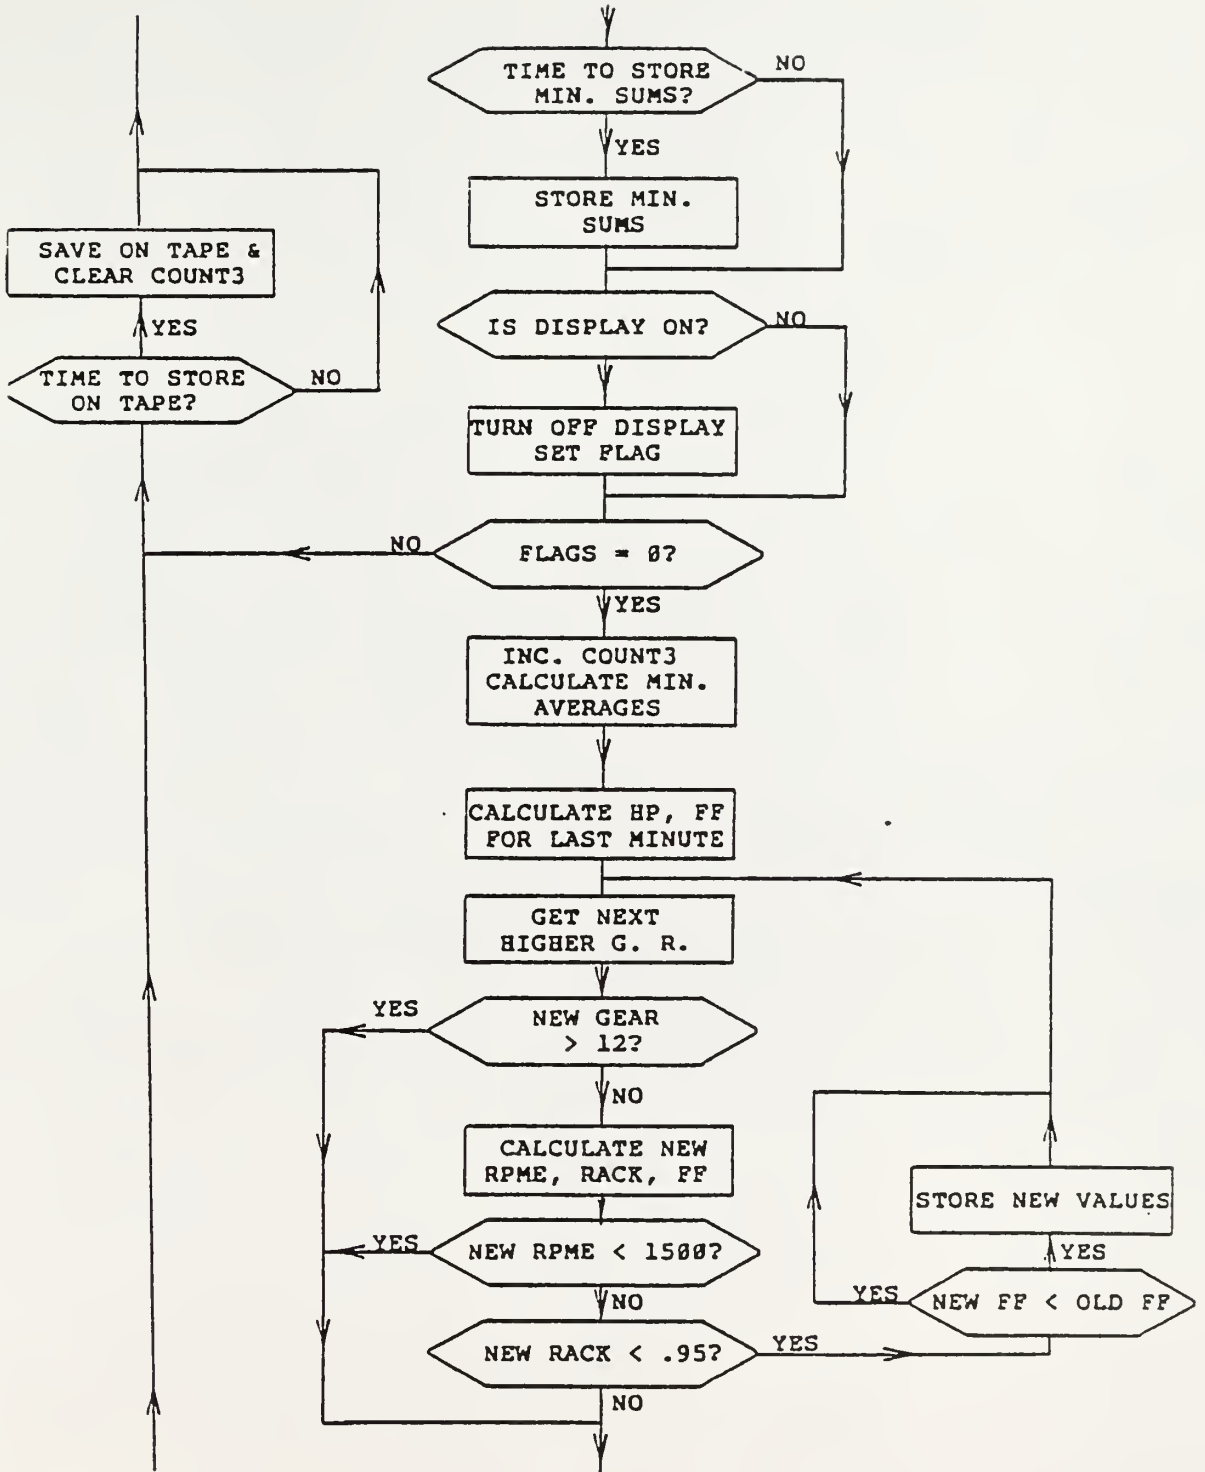 TIME TO STORE
MIN. SUMS?
NO
YES
STORE MIN.
SUMS
SAVE ON TAPE &
CLEAR COUNT3
YES
TIME TO STORE
ON TAPE?
NO
IS DISPLAY ON?
NO
TURN OFF DISPLAY
SET FLAG
NO
FLAGS = 0?
YES
INC. COUNT3
CALCULATE MIN.
AVERAGES
CALCULATE HP, FF
FOR LAST MINUTE
GET NEXT
HIGHER G. R.
YES
NEW GEAR
> 12?
NO
CALCULATE NEW
RPME, RACK, FF
YES
NEW RPME < 1500?
NO
NEW RACK < .95?
YES
NO
STORE NEW VALUES
YES
YES
NEW FF < OLD FF